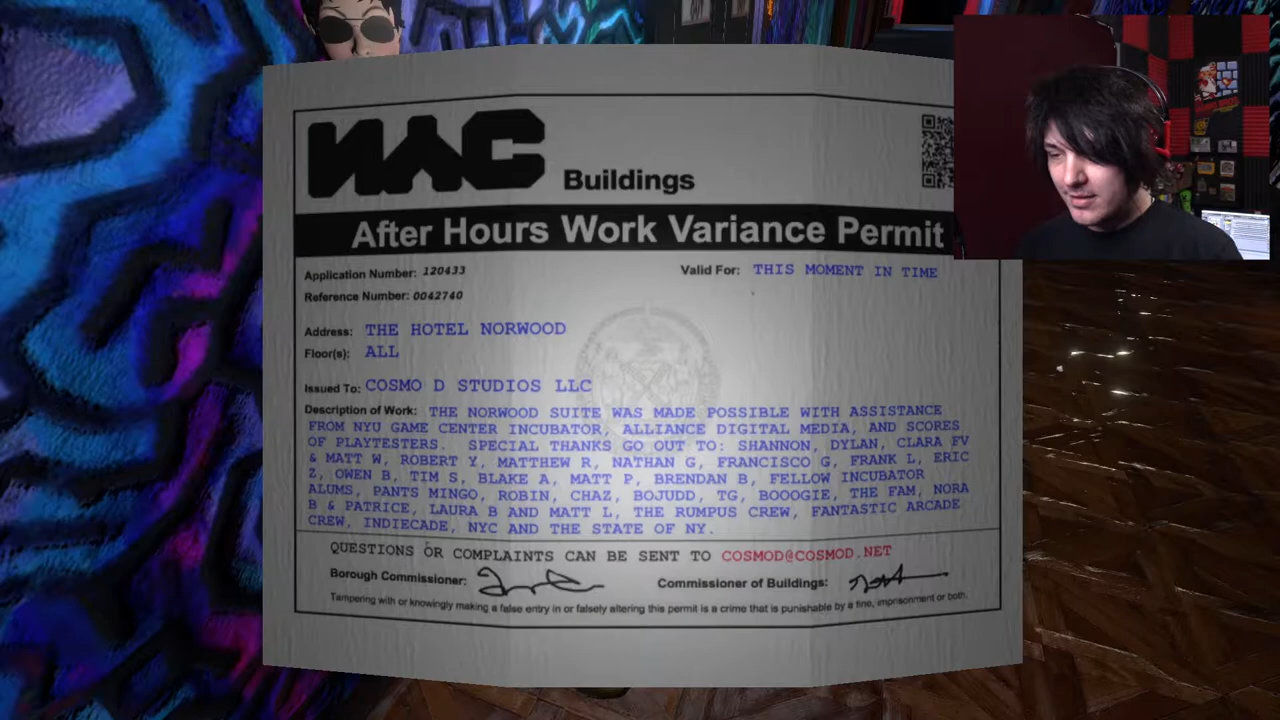 NYC Buildings
After Hours Work Variance Permit
Application Number: 120433
Valid For: THIS MOMENT IN TIME
Reference Number: 0042740
Address: THE HOTEL NORWOOD
Floor(s): ALL
Issued To: COSMO D STUDIOS LLC
Description of Work: THE NORWOOD SUITE WAS MADE POSSIBLE WITH ASSISTANCE
FROM NYU GAME CENTER INCUBATOR, ALLIANCE DIGITAL MEDIA, AND SCORES
OF PLAYTESTERS. SPECIAL THANKS GO OUT TO: SHANNON, DYLAN, CLARA FV
& MATT W, ROBERT Y, MATTHEW R, NATHAN G, FRANCISCO G, FRANK L, ERIC
Z, OWEN B, TIM S, BLAKE A, MATT P, BRENDAN B, FELLOW INCUBATOR
ALUMS, PANTS MINGO, ROBIN, CHAZ, BOJUDD, TG, BOOOGIE, THE FAM, NORA
B & PATRICE, LAURA B AND MATT L, THE RUMPUS CREW, FANTASTIC ARCADE
CREW, INDIECADE, NYC AND THE STATE OF NY.
QUESTIONS OR COMPLAINTS CAN BE SENT TO COSMOD@COSMOD.NET
Borough Commissioner:
Commissioner of Buildings:
Tampering with or knowingly making a false entry in or falsely altering this permit is a crime that is punishable by a fine, imprisonment or both.